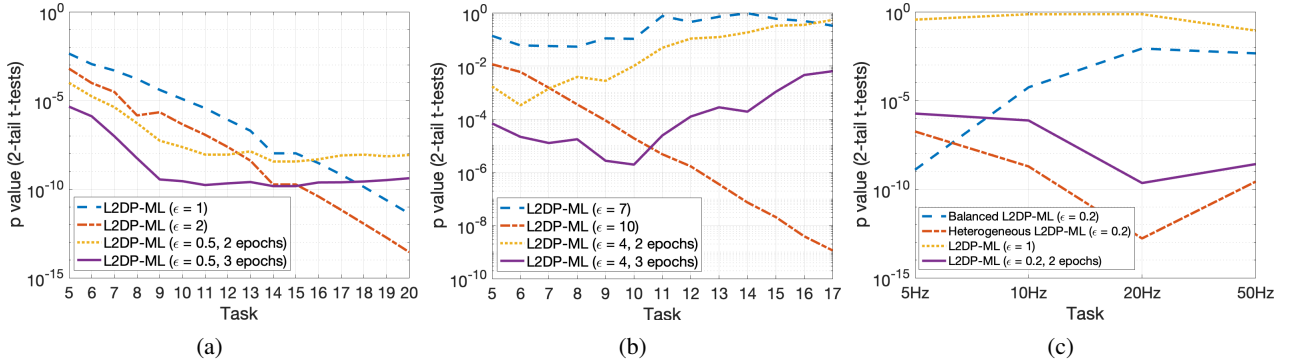 p value (2-tail t-tests)
10^0
10^-5
10^-10
10^-15
L2DP-ML (ϵ = 1)
L2DP-ML (ϵ = 2)
L2DP-ML (ϵ = 0.5, 2 epochs)
L2DP-ML (ϵ = 0.5, 3 epochs)
5 6 7 8 9 10 11 12 13 14 15 16 17 18 19 20
Task
(a)
p value (2-tail t-tests)
10^0
10^-2
10^-4
10^-6
10^-8
10^-10
L2DP-ML (ϵ = 7)
L2DP-ML (ϵ = 10)
L2DP-ML (ϵ = 4, 2 epochs)
L2DP-ML (ϵ = 4, 3 epochs)
5 6 7 8 9 10 11 12 13 14 15 16 17
Task
(b)
p value (2-tail t-tests)
10^0
10^-5
10^-10
10^-15
Balanced L2DP-ML (ϵ = 0.2)
Heterogeneous L2DP-ML (ϵ = 0.2)
L2DP-ML (ϵ = 1)
L2DP-ML (ϵ = 0.2, 2 epochs)
5Hz 10Hz 20Hz 50Hz
Task
(c)